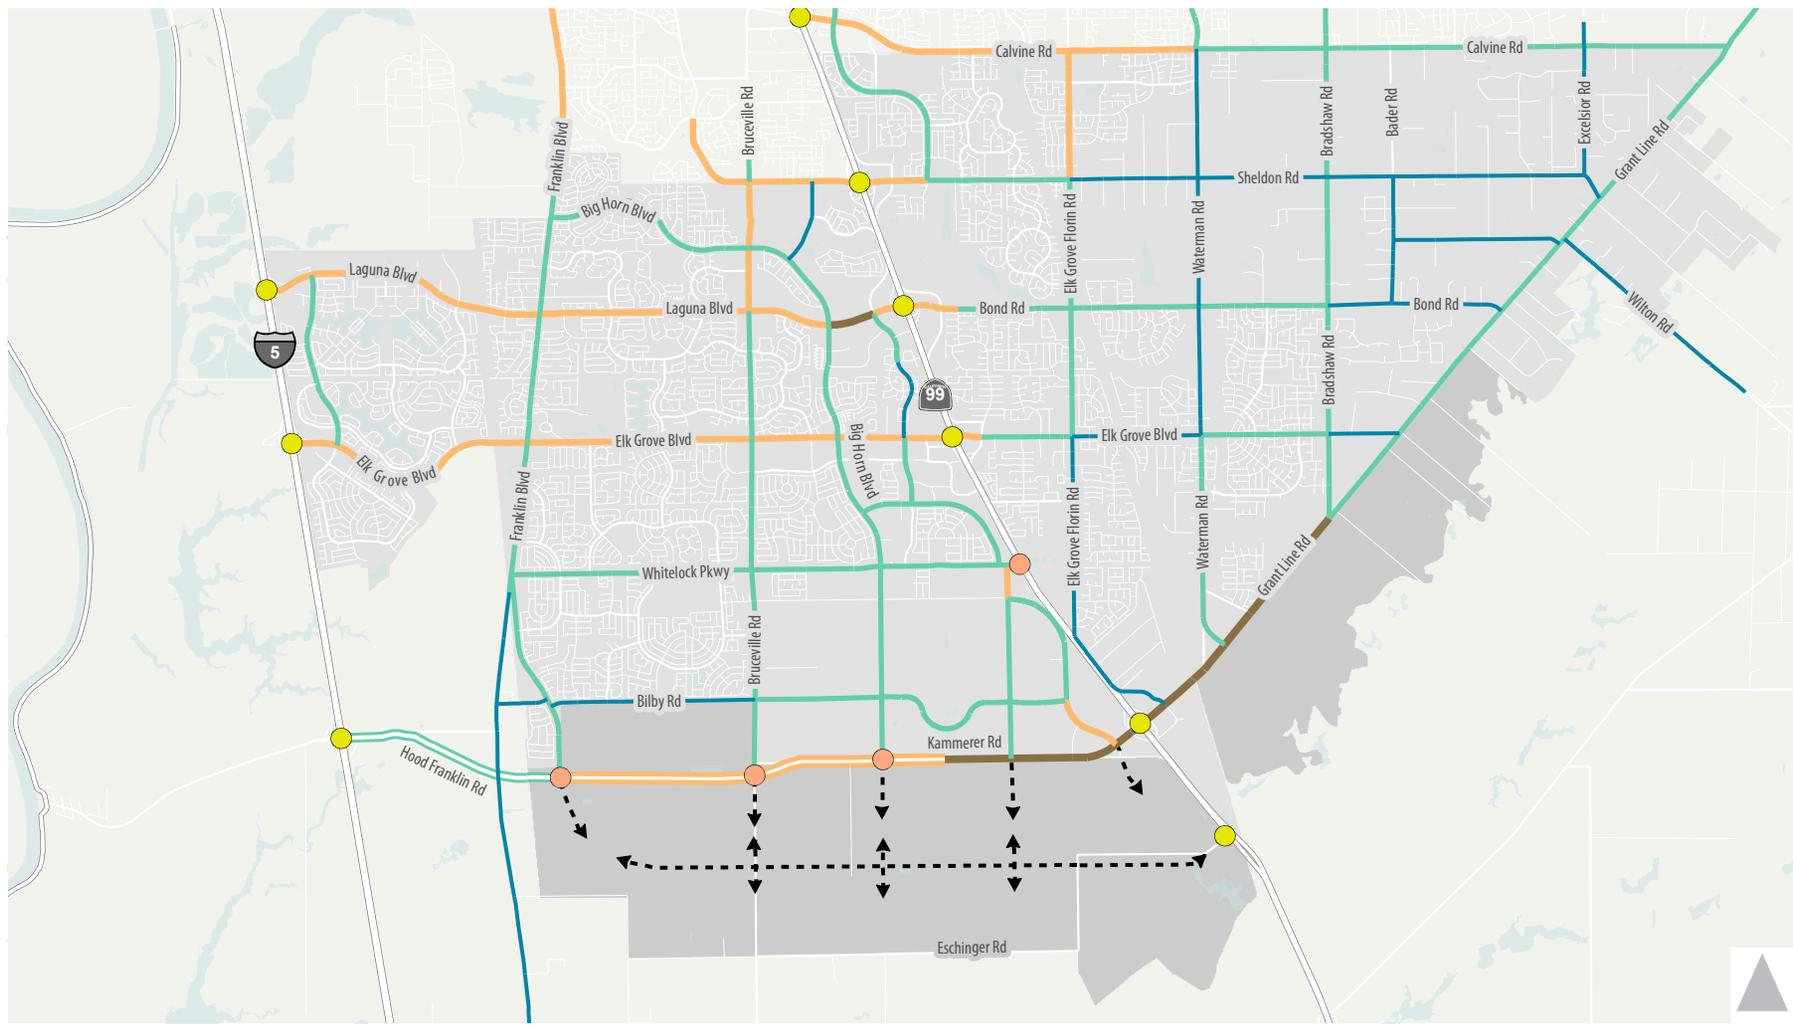 Calvine Rd
Calvine Rd
Franklin Blvd
Bruceville Rd
Bradshaw Rd
Bader Rd
Excelsior Rd
Grant Line Rd
Sheldon Rd
Big Horn Blvd
Elk Grove Florin Rd
Waterman Rd
Laguna Blvd
Laguna Blvd
Bond Rd
Bond Rd
Wilton Rd
5
99
Bradshaw Rd
Elk Grove Blvd
Elk Grove Blvd
Elk Grove Blvd
Big Horn Blvd
Franklin Blvd
Elk Grove Florin Rd
Waterman Rd
Grant Line Rd
Whitelock Pkwy
Bruceville Rd
Bilby Rd
Kammerer Rd
Hood Franklin Rd
Eschinger Rd